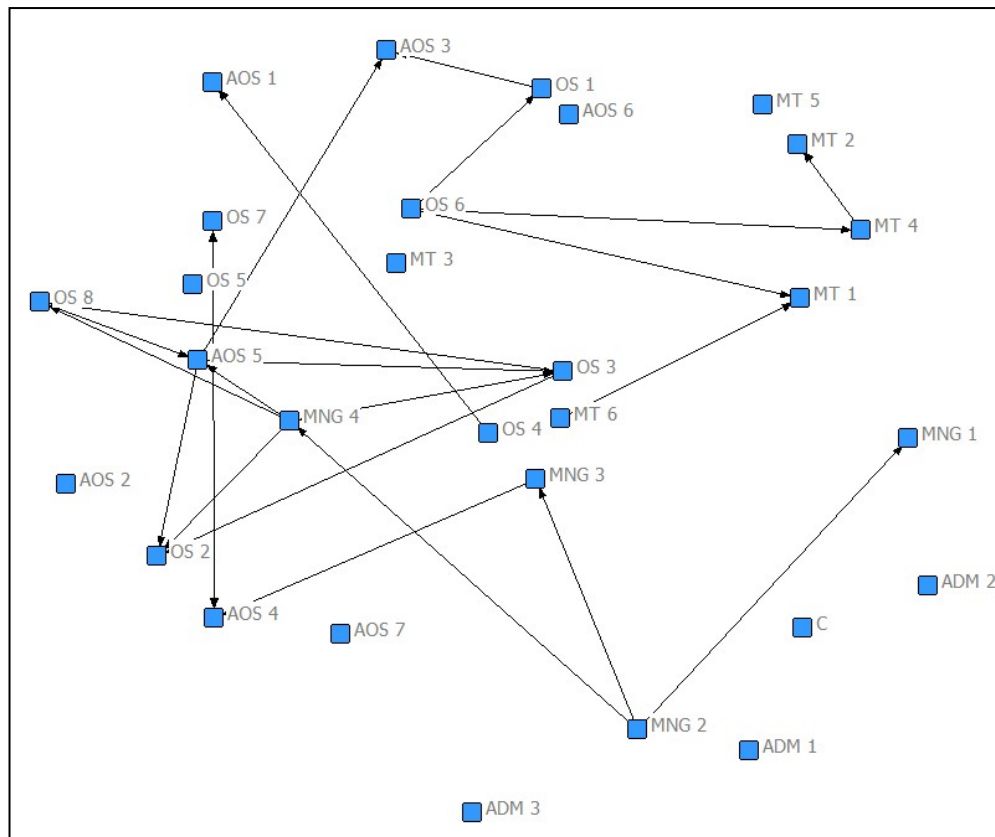 AOS 3
AOS 1
OS 1
MT 5
AOS 6
MT 2
OS 6
OS 7
MT 4
MT 3
OS 5
MT 1
OS 8
AOS 5
OS 3
MNG 4
MT 6
OS 4
MNG 1
MNG 3
AOS 2
OS 2
ADM 2
AOS 4
C
AOS 7
MNG 2
ADM 1
ADM 3